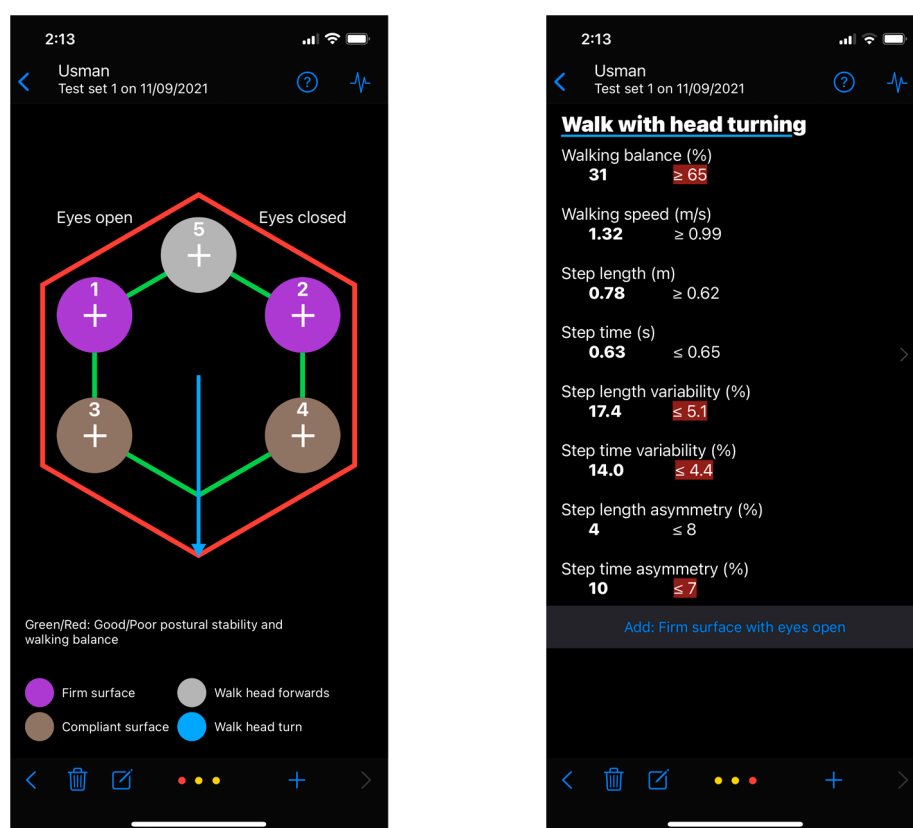 2:13
Usman
Test set 1 on 11/09/2021
Eyes open
Eyes closed
5
1
2
3
4
Green/Red: Good/Poor postural stability and
walking balance
Firm surface
Walk head forwards
Compliant surface
Walk head turn
2:13
Usman
Test set 1 on 11/09/2021
Walk with head turning
Walking balance (%)
31 ≥ 65
Walking speed (m/s)
1.32 ≥ 0.99
Step length (m)
0.78 ≥ 0.62
Step time (s)
0.63 ≤ 0.65
Step length variability (%)
17.4 ≤ 5.1
Step time variability (%)
14.0 ≤ 4.4
Step length asymmetry (%)
4 ≤ 8
Step time asymmetry (%)
10 ≤ 7
Add: Firm surface with eyes open